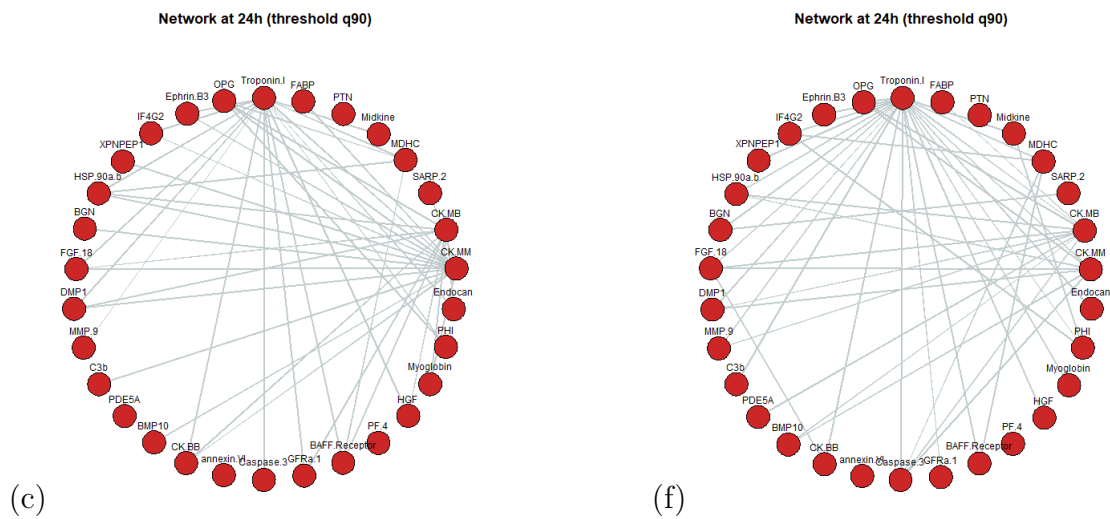 Network at 24h (threshold q90)
Troponin.I
OPG
FABP
Ephrin.B3
PTN
IF4G2
Midkine
XPNPEP1
MDHC
HSP.90a.b
SARP.2
BGN
CK.MB
FGF.18
CK.MM
DMP1
Endocan
MMP.9
PHI
C3b
Myoglobin
PDE5A
HGF
BMP10
PF.4
CK.BB
BAFF.Receptor
annexin.VI
Caspase.3
GFRa.1
(c)
Network at 24h (threshold q90)
Troponin.I
OPG
FABP
Ephrin.B3
PTN
IF4G2
Midkine
XPNPEP1
MDHC
HSP.90a.b
SARP.2
BGN
CK.MB
FGF.18
CK.MM
DMP1
Endocan
MMP.9
PHI
C3b
Myoglobin
PDE5A
HGF
BMP10
PF.4
CK.BB
BAFF.Receptor
annexin.VI
Caspase.3
GFRa.1
(f)